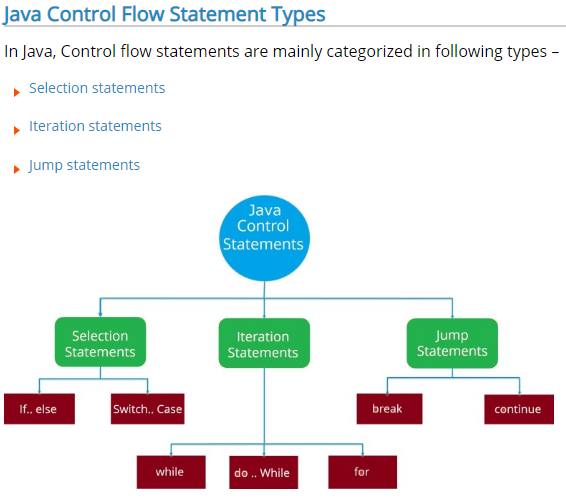 Java Control Flow Statement Types
In Java, Control flow statements are mainly categorized in following types –
Selection statements
Iteration statements
Jump statements
Java
Control
Statements
Selection
Statements
Iteration
Statements
Jump
Statements
If.. else
Switch.. Case
break
continue
while
do .. While
for